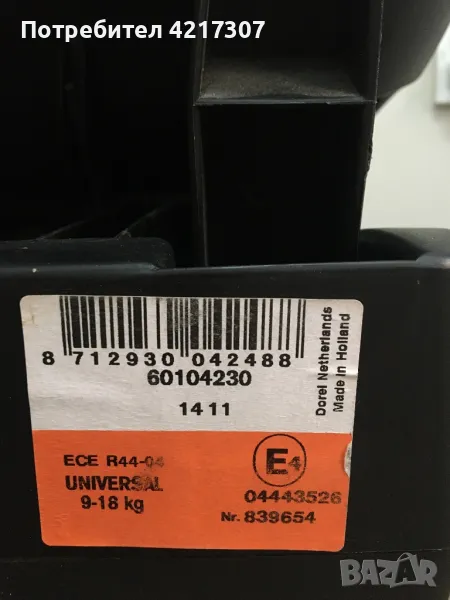 Потребител 4217307
8 712930 042488
60104230
1411
Dorel Netherlands
Made in Holland
ECE R44-04
UNIVERSAL
9-18 kg
E4
04443526
Nr. 839654
BAZAR